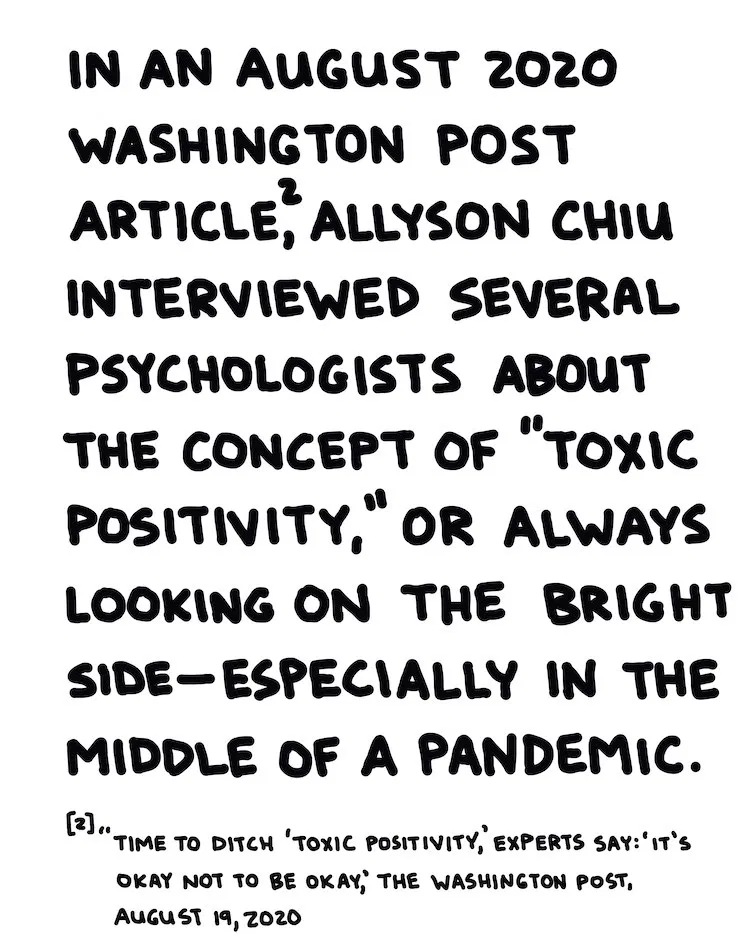 IN AN AUGUST 2020
WASHINGTON POST
ARTICLE,² ALLYSON CHIU
INTERVIEWED SEVERAL
PSYCHOLOGISTS ABOUT
THE CONCEPT OF "TOXIC
POSITIVITY," OR ALWAYS
LOOKING ON THE BRIGHT
SIDE—ESPECIALLY IN THE
MIDDLE OF A PANDEMIC.
[2] "TIME TO DITCH 'TOXIC POSITIVITY,' EXPERTS SAY: 'IT'S
OKAY NOT TO BE OKAY,' THE WASHINGTON POST,
AUGUST 19, 2020